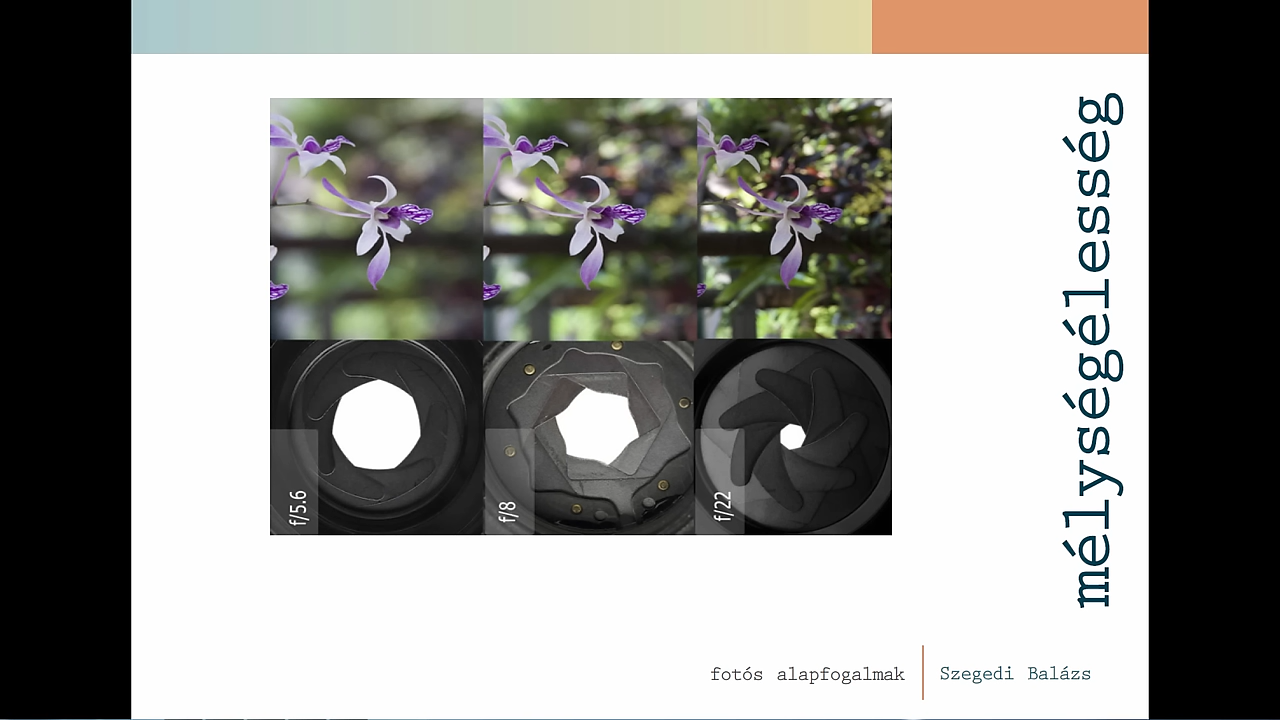 mélységélesség
f/5.6
f/8
f/22
fotós alapfogalmak
Szegedi Balázs